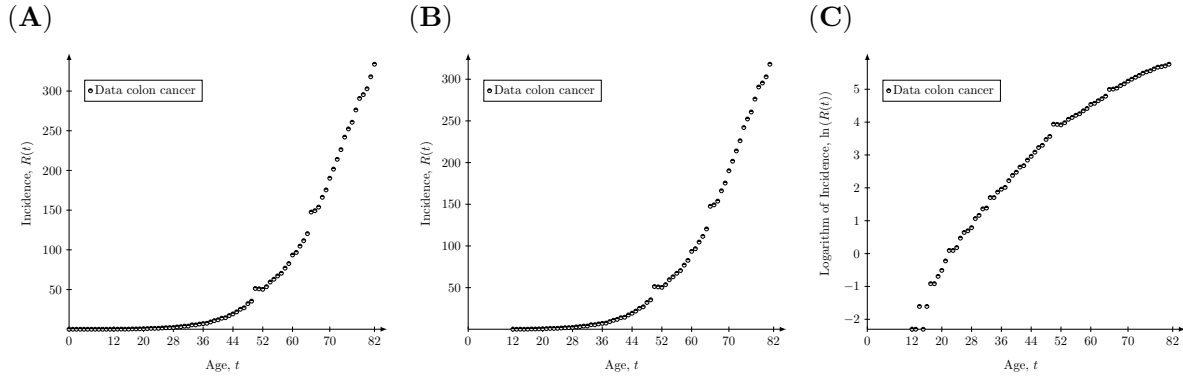 (A)
Incidence, R(t)
Data colon cancer
300
250
200
150
100
50
0
0 12 20 28 36 44 52 60 70 82
Age, t
(B)
Incidence, R(t)
Data colon cancer
300
250
200
150
100
50
0 12 20 28 36 44 52 60 70 82
Age, t
(C)
Logarithm of Incidence, ln (R(t))
Data colon cancer
5
4
3
2
1
0
−1
−2
0 12 20 28 36 44 52 60 70 82
Age, t